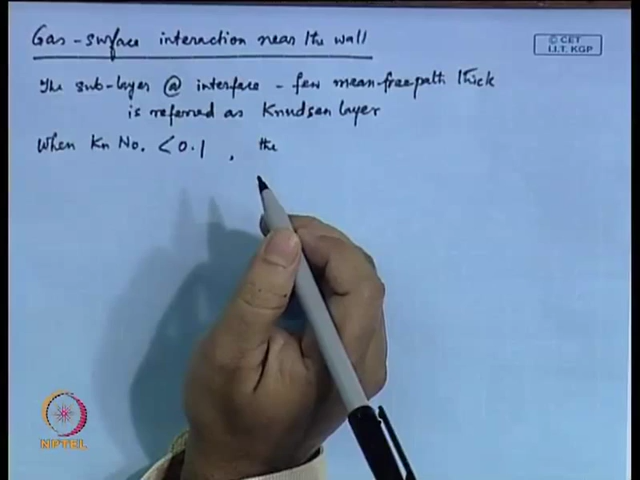 Gas-surface interaction near the wall
© CET
I.I.T. KGP
The sub-layer @ interface - few mean-free path thick
is referred as Knudsen layer
When Kn No. < 0.1, the
NPTEL